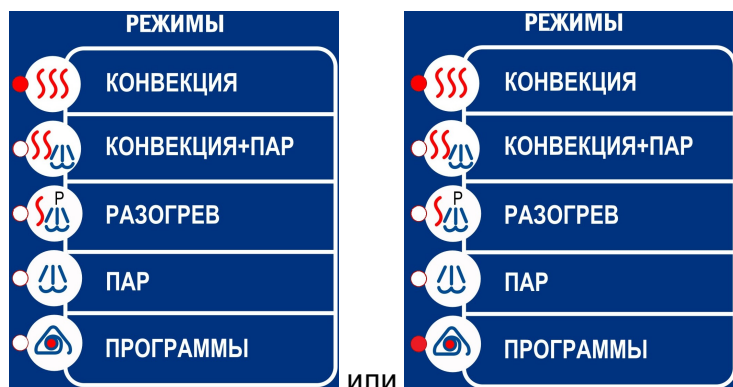 РЕЖИМЫ
КОНВЕКЦИЯ
КОНВЕКЦИЯ+ПАР
P
РАЗОГРЕВ
ПАР
ПРОГРАММЫ
или
РЕЖИМЫ
КОНВЕКЦИЯ
КОНВЕКЦИЯ+ПАР
P
РАЗОГРЕВ
ПАР
ПРОГРАММЫ